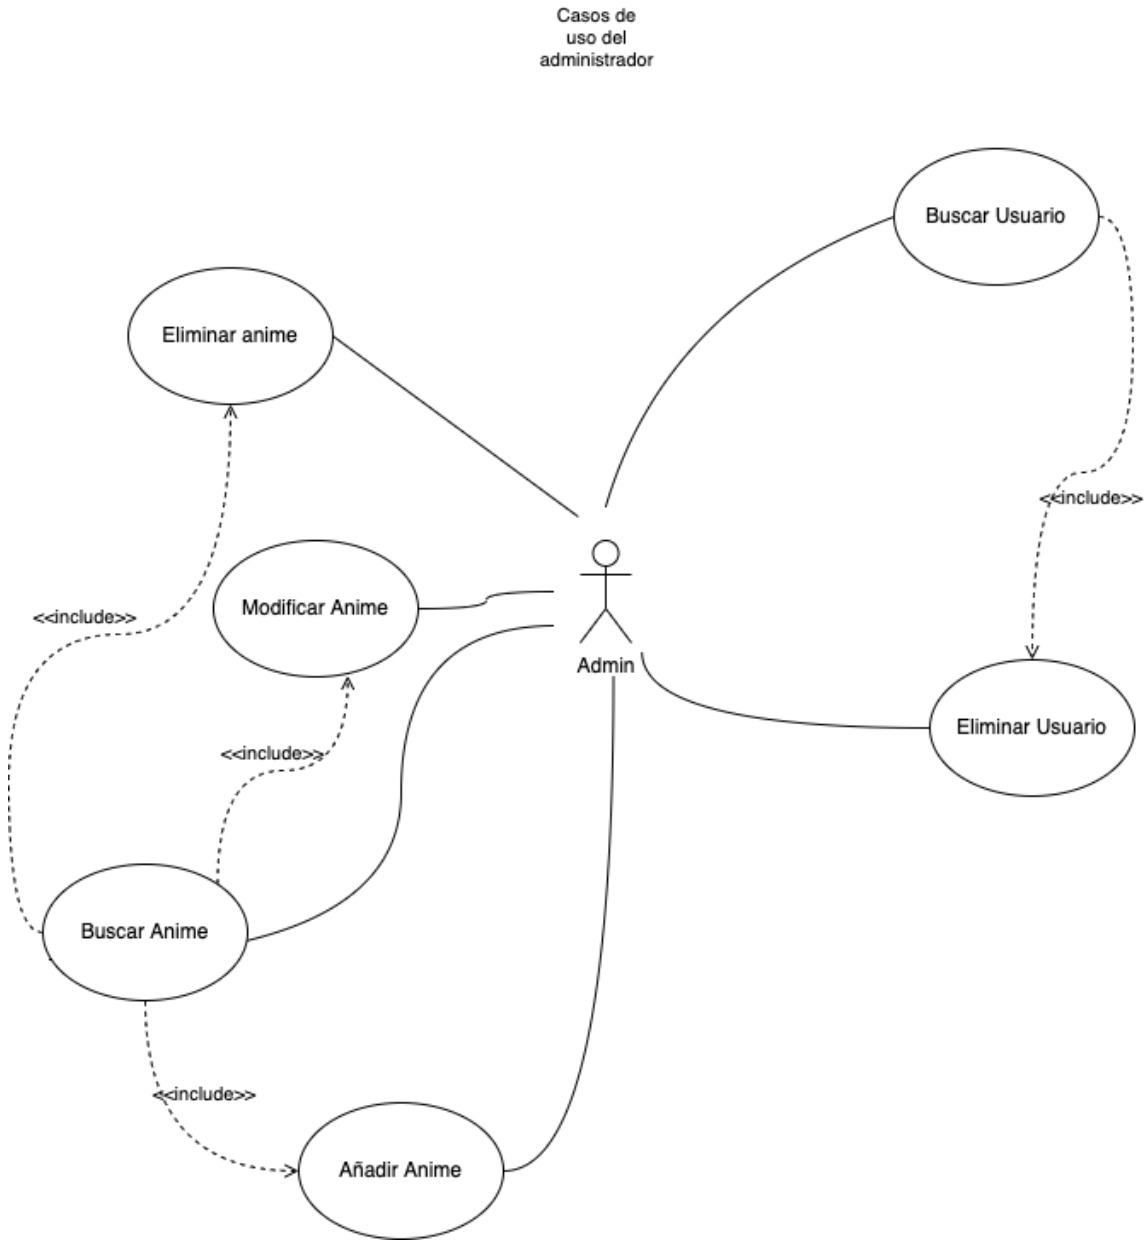 Casos de
uso del
administrador
Buscar Usuario
Eliminar anime
<<include>>
Modificar Anime
<<include>>
Admin
Eliminar Usuario
<<include>>
Buscar Anime
<<include>>
Añadir Anime